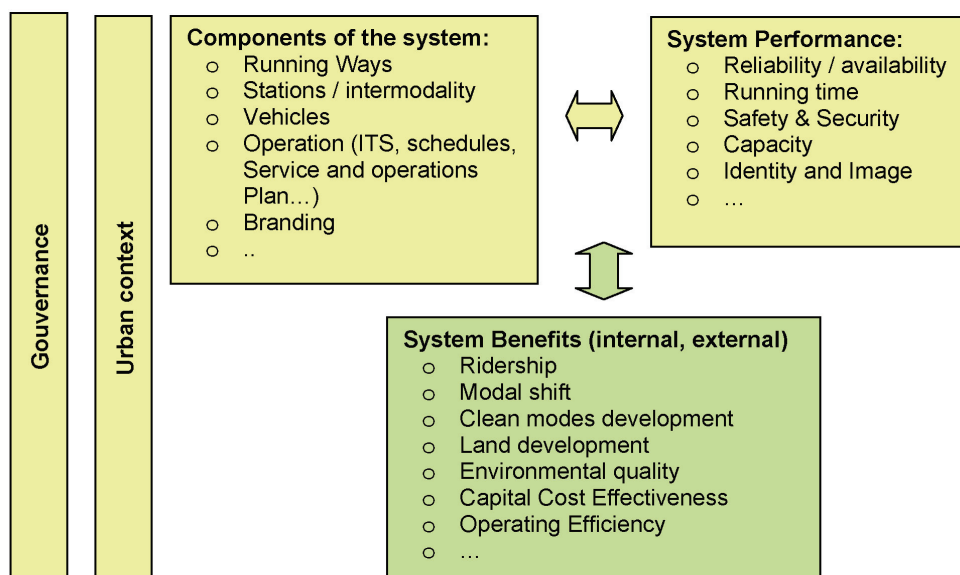 Gouvernance
Urban context
Components of the system:
o Running Ways
o Stations / intermodality
o Vehicles
o Operation (ITS, schedules,
Service and operations
Plan…)
o Branding
o ..
System Performance:
o Reliability / availability
o Running time
o Safety & Security
o Capacity
o Identity and Image
o …
System Benefits (internal, external)
o Ridership
o Modal shift
o Clean modes development
o Land development
o Environmental quality
o Capital Cost Effectiveness
o Operating Efficiency
o …